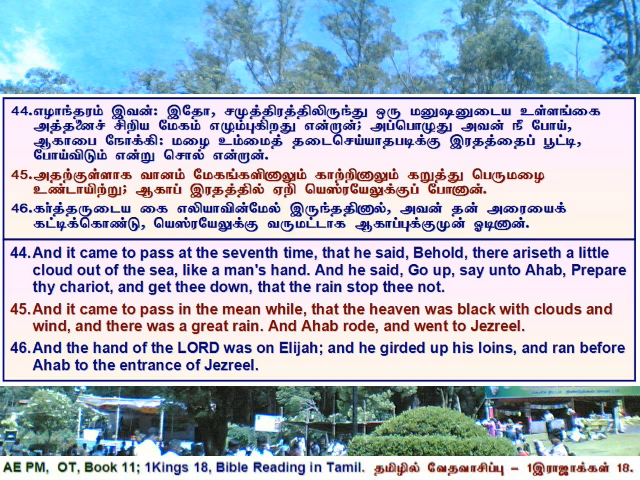 44.எழாந்தரம் இவன்: இதோ, சமுத்திரத்திலிருந்து ஒரு மனுஷனுடைய உள்ளங்கை
அத்தனைச் சிறிய மேகம் எழும்புகிறது என்றான்; அப்பொழுது அவன் நீ போய்,
ஆகாபை நோக்கி: மழை உம்மைத் தடைசெய்யாதபடிக்கு இரதத்தைப் பூட்டி,
போய்விடும் என்று சொல் என்றான்.
45.அதற்குள்ளாக வானம் மேகங்களினாலும் காற்றினாலும் கறுத்து பெருமழை
உண்டாயிற்று; ஆகாப் இரதத்தில் ஏறி யெஸ்ரயேலுக்குப் போனான்.
46.கர்த்தருடைய கை எலியாவின்மேல் இருந்ததினால், அவன் தன் அரையைக்
கட்டிக்கொண்டு, யெஸ்ரயேலுக்கு வருமட்டாக ஆகாப்புக்குமுன் ஓடினான்.
44.And it came to pass at the seventh time, that he said, Behold, there ariseth a little
cloud out of the sea, like a man's hand. And he said, Go up, say unto Ahab, Prepare
thy chariot, and get thee down, that the rain stop thee not.
45.And it came to pass in the mean while, that the heaven was black with clouds and
wind, and there was a great rain. And Ahab rode, and went to Jezreel.
46.And the hand of the LORD was on Elijah; and he girded up his loins, and ran before
Ahab to the entrance of Jezreel.
AE PM, OT, Book 11; 1Kings 18, Bible Reading in Tamil. தமிழில் வேதவாசிப்பு – 1இராஜாக்கள் 18.